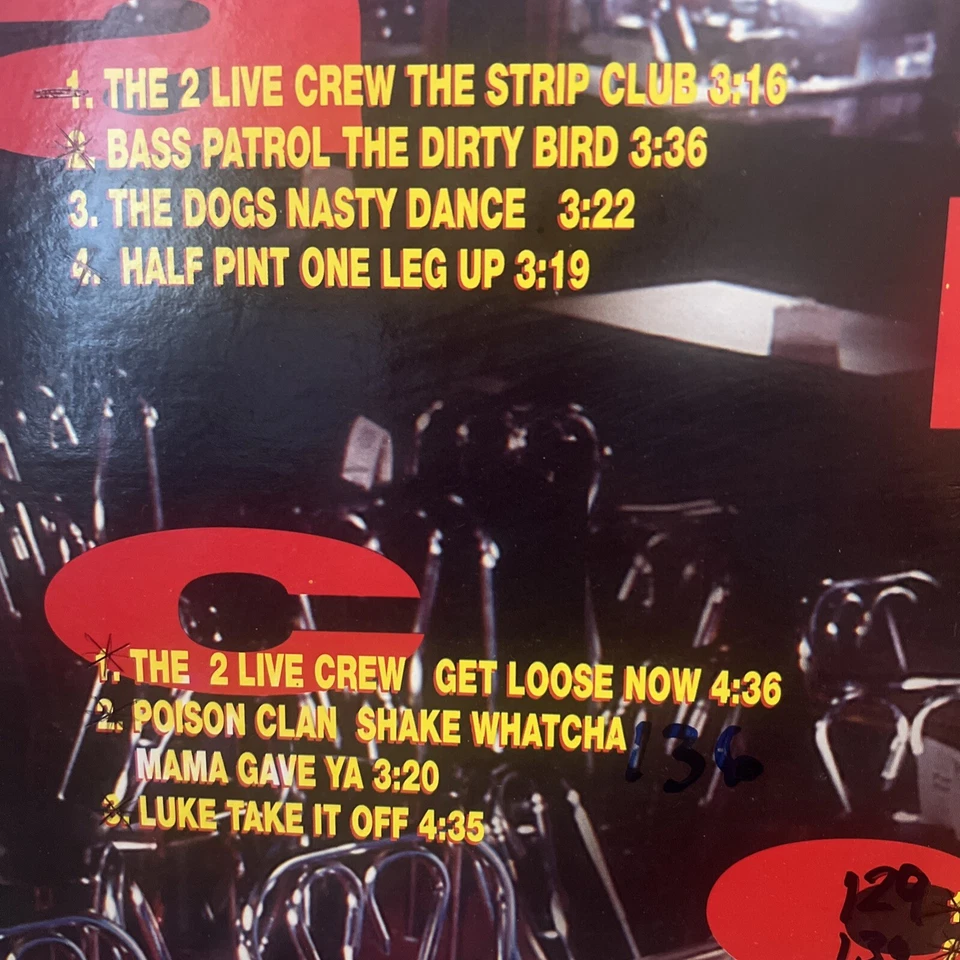 a
1. THE 2 LIVE CREW THE STRIP CLUB 3:16
2. BASS PATROL THE DIRTY BIRD 3:36
3. THE DOGS NASTY DANCE 3:22
4. HALF PINT ONE LEG UP 3:19
c
1. THE 2 LIVE CREW GET LOOSE NOW 4:36
2. POISON CLAN SHAKE WHATCHA 136
MAMA GAVE YA 3:20
3. LUKE TAKE IT OFF 4:35
129